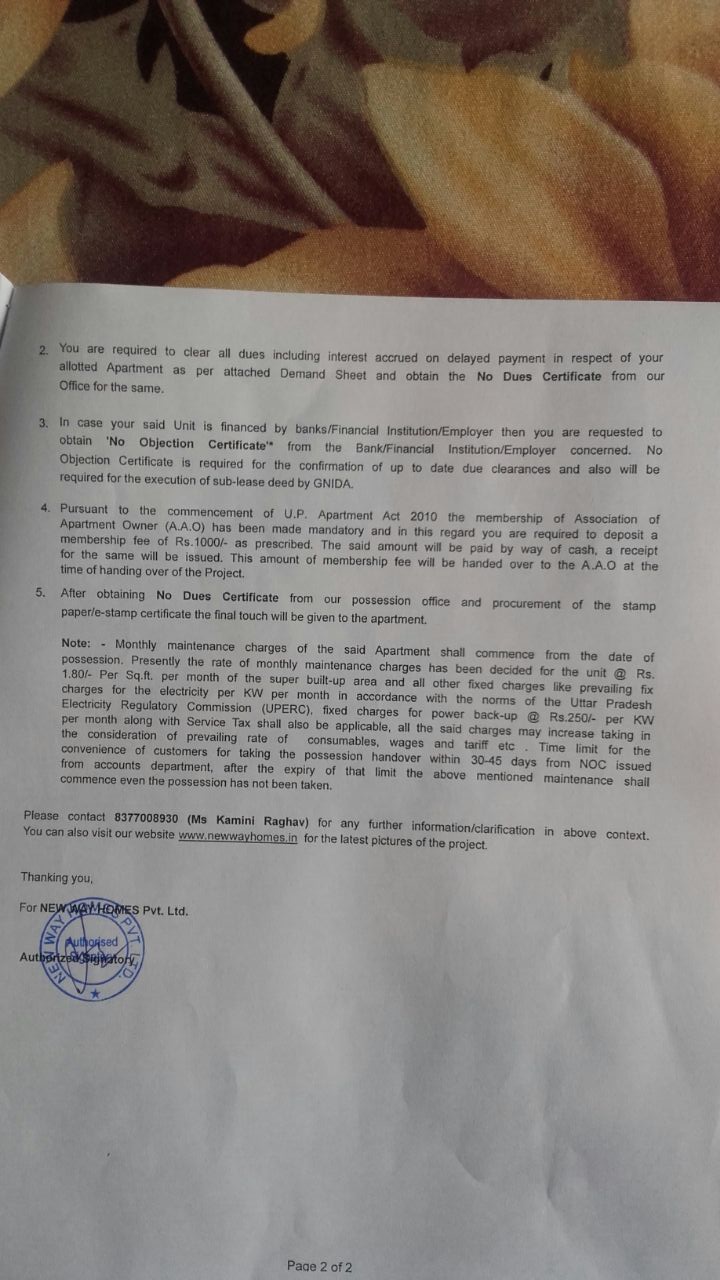 2. You are required to clear all dues including interest accrued on delayed payment in respect of your
allotted Apartment as per attached Demand Sheet and obtain the No Dues Certificate from our
Office for the same.
3. In case your said Unit is financed by banks/Financial Institution/Employer then you are requested to
obtain 'No Objection Certificate'* from the Bank/Financial Institution/Employer concerned. No
Objection Certificate is required for the confirmation of up to date due clearances and also will be
required for the execution of sub-lease deed by GNIDA.
4. Pursuant to the commencement of U.P. Apartment Act 2010 the membership of Association of
Apartment Owner (A.A.O) has been made mandatory and in this regard you are required to deposit a
membership fee of Rs.1000/- as prescribed. The said amount will be paid by way of cash, a receipt
for the same will be issued. This amount of membership fee will be handed over to the A.A.O at the
time of handing over of the Project.
5. After obtaining No Dues Certificate from our possession office and procurement of the stamp
paper/e-stamp certificate the final touch will be given to the apartment.
Note: - Monthly maintenance charges of the said Apartment shall commence from the date of
possession. Presently the rate of monthly maintenance charges has been decided for the unit @ Rs.
1.80/- Per Sq.ft. per month of the super built-up area and all other fixed charges like prevailing fix
charges for the electricity per KW per month in accordance with the norms of the Uttar Pradesh
Electricity Regulatory Commission (UPERC), fixed charges for power back-up @ Rs.250/- per KW
per month along with Service Tax shall also be applicable, all the said charges may increase taking in
the consideration of prevailing rate of consumables, wages and tariff etc . Time limit for the
convenience of customers for taking the possession handover within 30-45 days from NOC issued
from accounts department, after the expiry of that limit the above mentioned maintenance shall
commence even the possession has not been taken.
Please contact 8377008930 (Ms Kamini Raghav) for any further information/clarification in above context.
You can also visit our website www.newwayhomes.in for the latest pictures of the project.
Thanking you,
For NEW WAY HOMES Pvt. Ltd.
NEW WAY HOMES PVT. LTD.
Authorised
Authorized Signatory
Page 2 of 2